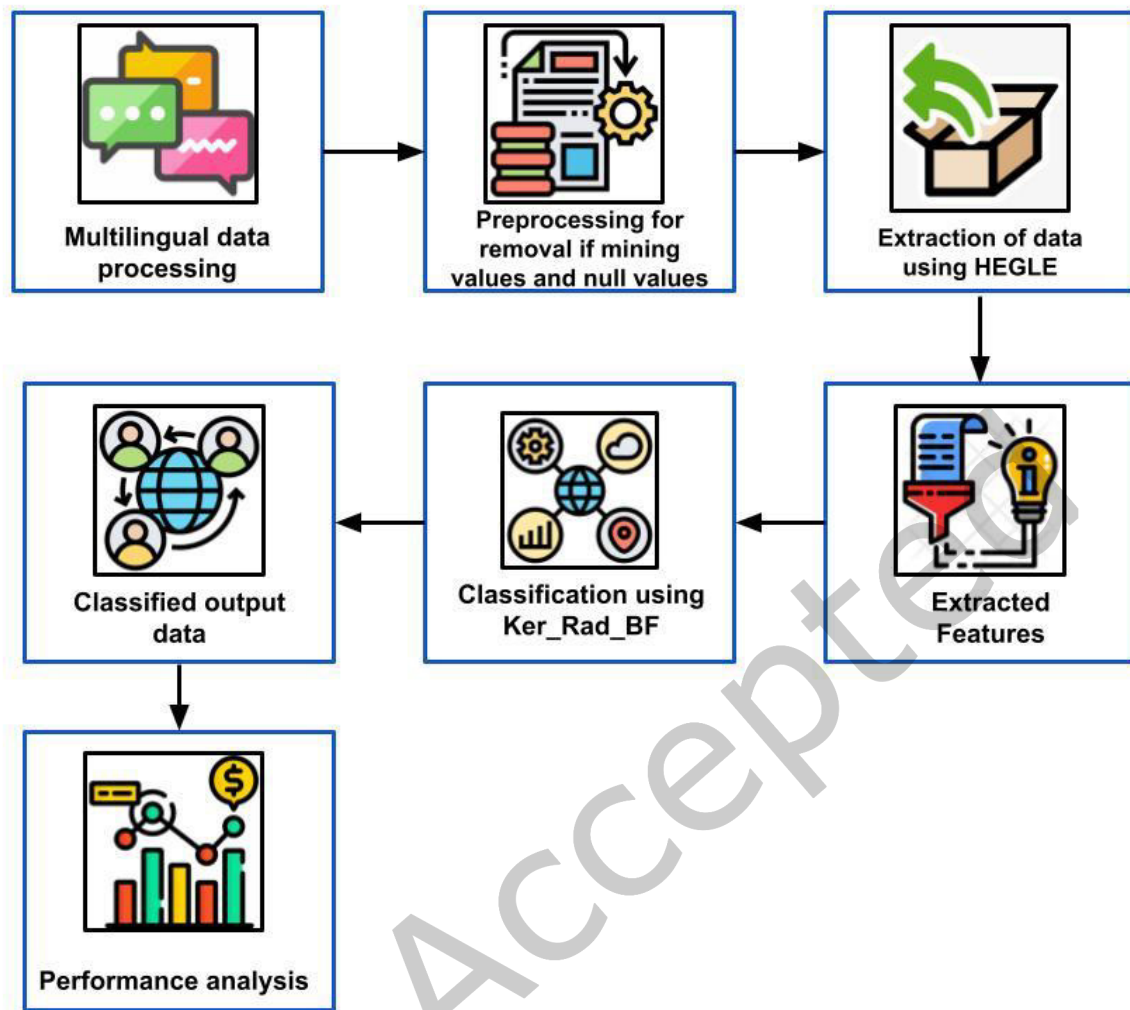 Multilingual data
processing
Preprocessing for
removal if mining
values and null values
Extraction of data
using HEGLE
Classified output
data
Classification using
Ker_Rad_BF
Extracted
Features
Performance analysis
Accepted